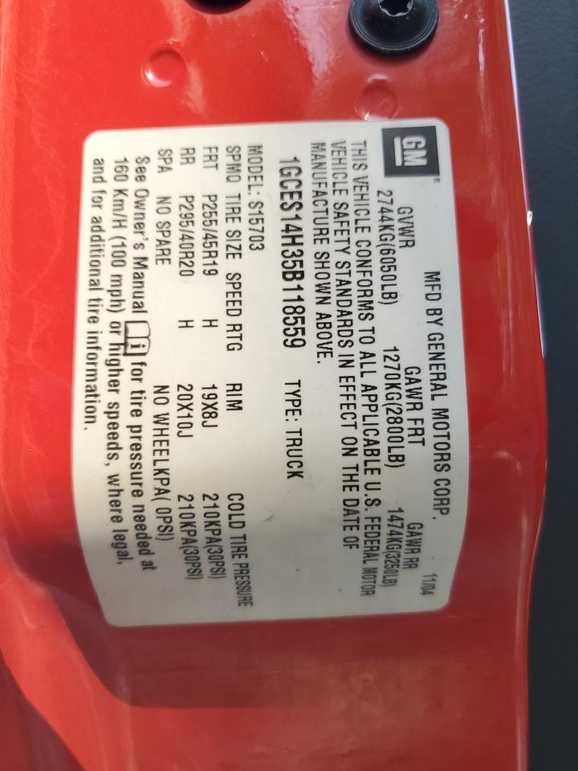 GM
MFD BY GENERAL MOTORS CORP. 11/04
GVWR GAWR FRT GAWR RR
2744KG(6050LB) 1270KG(2800LB) 1474KG(3250LB)
THIS VEHICLE CONFORMS TO ALL APPLICABLE U.S. FEDERAL MOTOR
VEHICLE SAFETY STANDARDS IN EFFECT ON THE DATE OF
MANUFACTURE SHOWN ABOVE.
1GCES14H35B118559 TYPE: TRUCK
MODEL: S15703
SPMO TIRE SIZE SPEED RTG RIM COLD TIRE PRESSURE
FRT P255/45R19 H 19X8J 210KPA(30PSI)
RR P295/40R20 H 20X10J 210KPA(30PSI)
SPA NO SPARE NO WHEELKPA( 0PSI)
See Owner's Manual for tire pressure needed at
160 Km/H (100 mph) or higher speeds, where legal,
and for additional tire information.